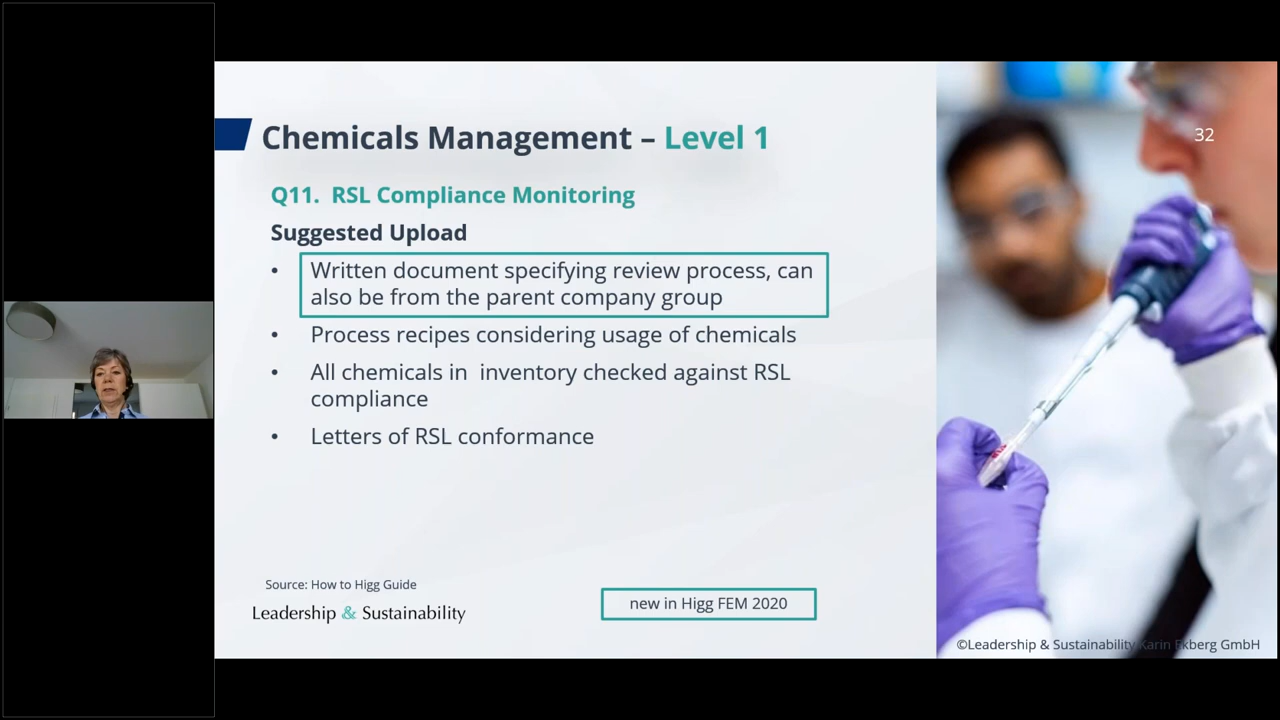 32
Chemicals Management – Level 1
Q11. RSL Compliance Monitoring
Suggested Upload
• Written document specifying review process, can
also be from the parent company group
• Process recipes considering usage of chemicals
• All chemicals in inventory checked against RSL
compliance
• Letters of RSL conformance
Source: How to Higg Guide
new in Higg FEM 2020
Leadership & Sustainability
©Leadership & Sustainability Karin Ekberg GmbH